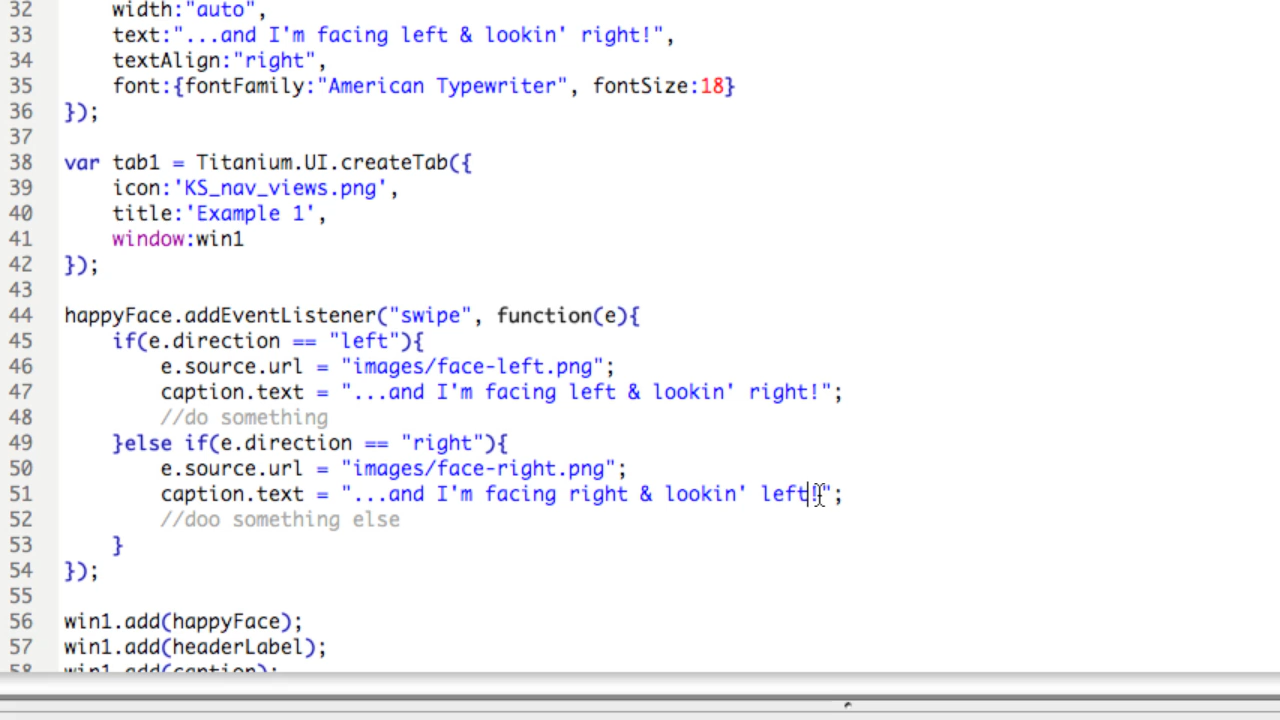 32 width:"auto",
33 text:"...and I'm facing left & lookin' right!",
34 textAlign:"right",
35 font:{fontFamily:"American Typewriter", fontSize:18}
36 });
37
38 var tab1 = Titanium.UI.createTab({
39 icon:'KS_nav_views.png',
40 title:'Example 1',
41 window:win1
42 });
43
44 happyFace.addEventListener("swipe", function(e){
45 if(e.direction == "left"){
46 e.source.url = "images/face-left.png";
47 caption.text = "...and I'm facing left & lookin' right!";
48 //do something
49 }else if(e.direction == "right"){
50 e.source.url = "images/face-right.png";
51 caption.text = "...and I'm facing right & lookin' left!";
52 //doo something else
53 }
54 });
55
56 win1.add(happyFace);
57 win1.add(headerLabel);
58 win1.add(caption);